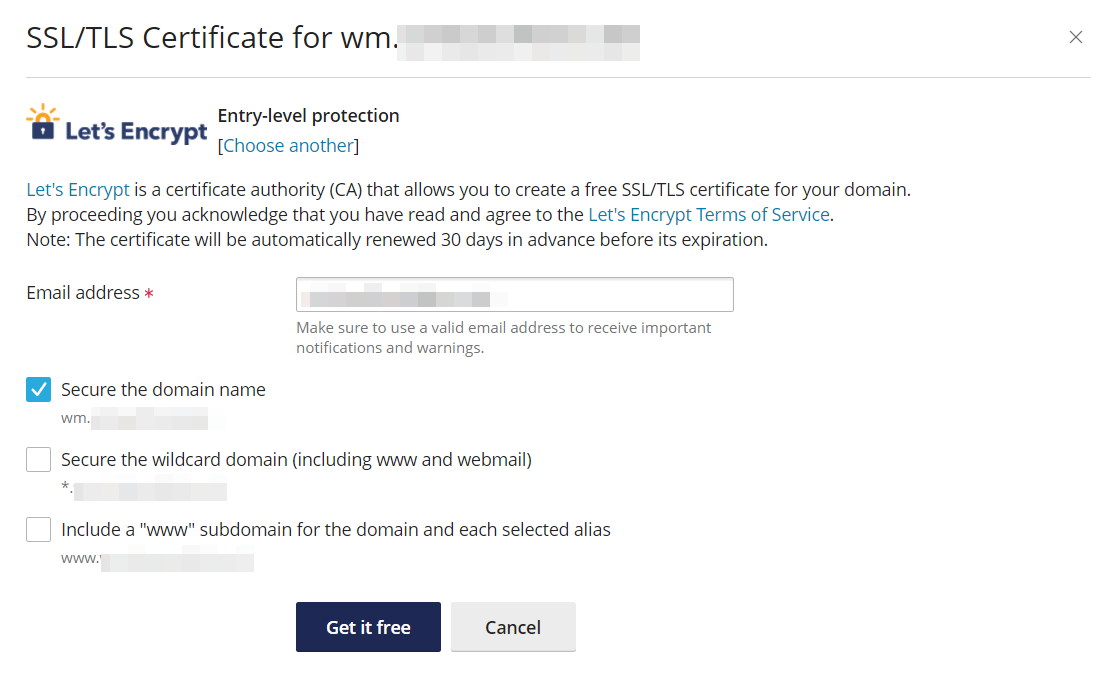 SSL/TLS Certificate for wm.
Let's Encrypt
Entry-level protection
[Choose another]
Let's Encrypt is a certificate authority (CA) that allows you to create a free SSL/TLS certificate for your domain.
By proceeding you acknowledge that you have read and agree to the Let's Encrypt Terms of Service.
Note: The certificate will be automatically renewed 30 days in advance before its expiration.
Email address *
Make sure to use a valid email address to receive important
notifications and warnings.
Secure the domain name
wm.
Secure the wildcard domain (including www and webmail)
*.
Include a "www" subdomain for the domain and each selected alias
www.
Get it free
Cancel